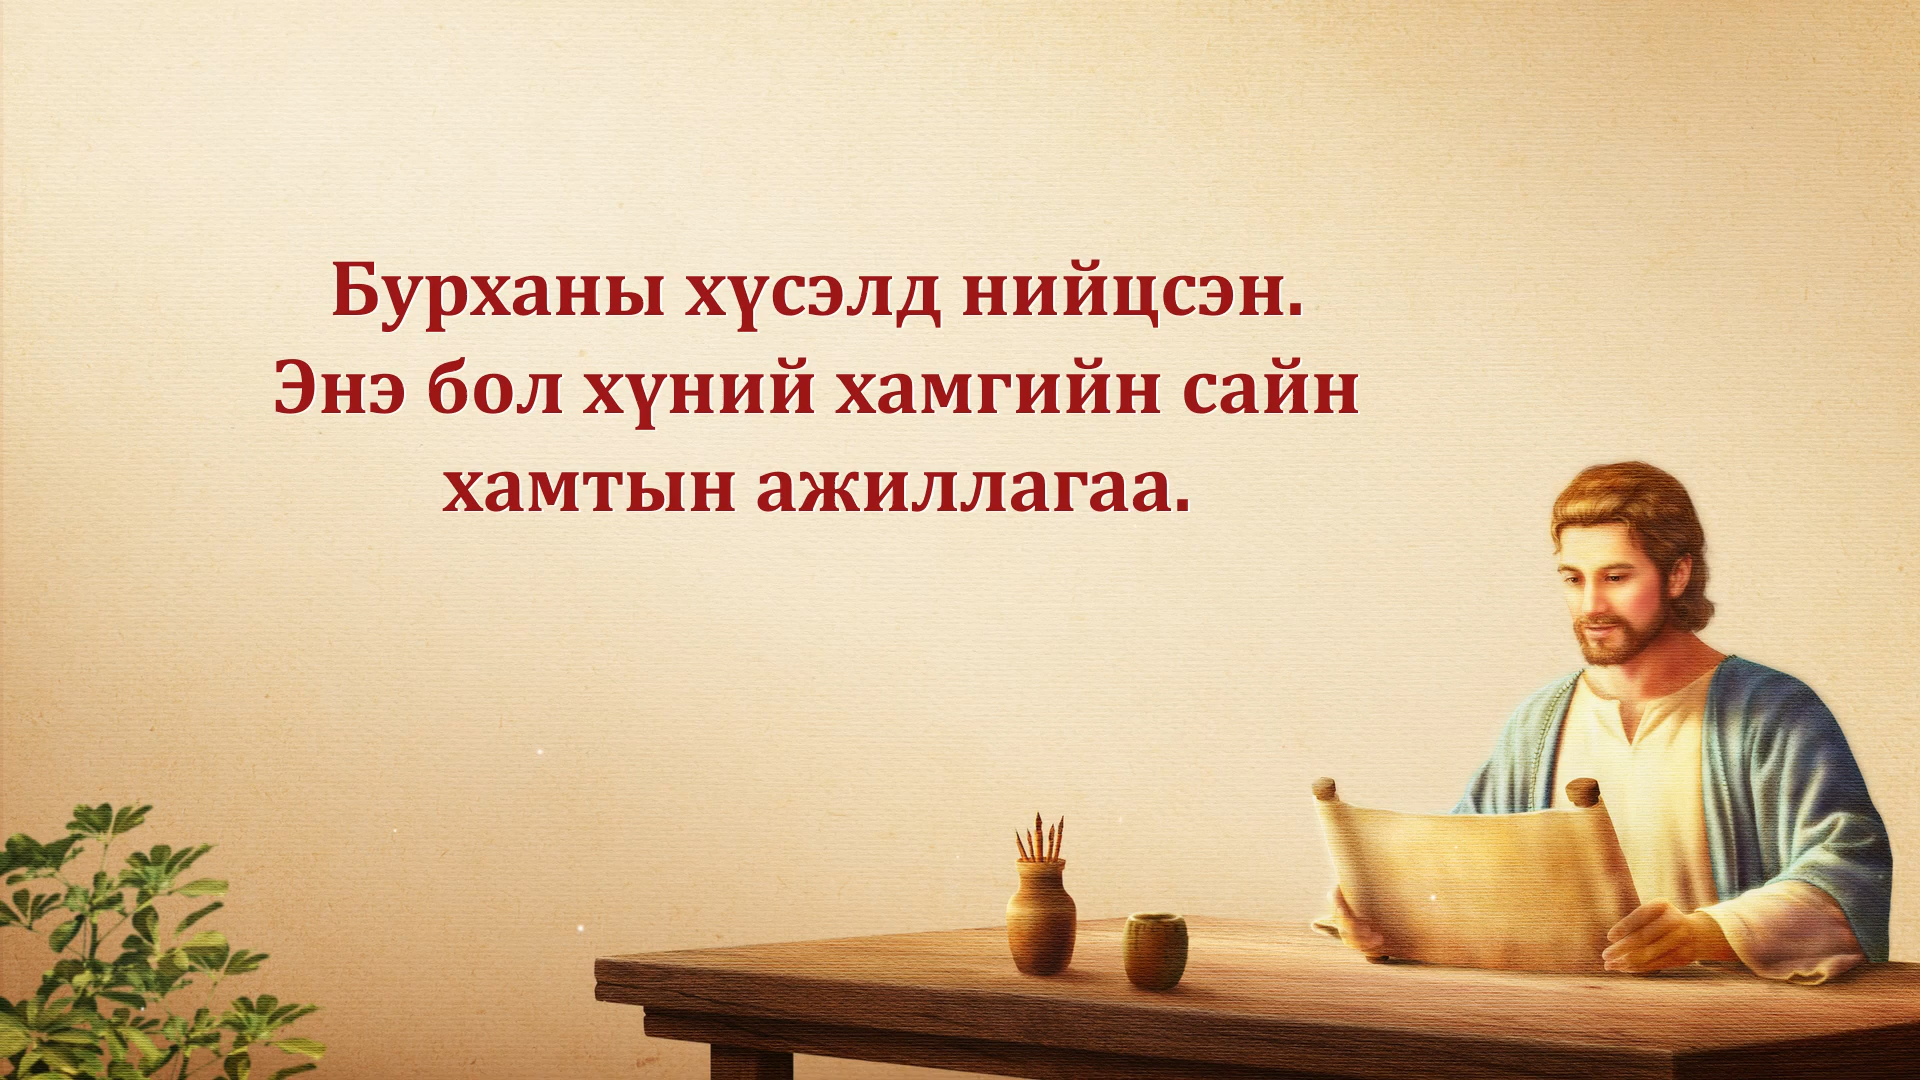 Бурханы хүсэлд нийцсэн.
Энэ бол хүний хамгийн сайн
хамтын ажиллагаа.